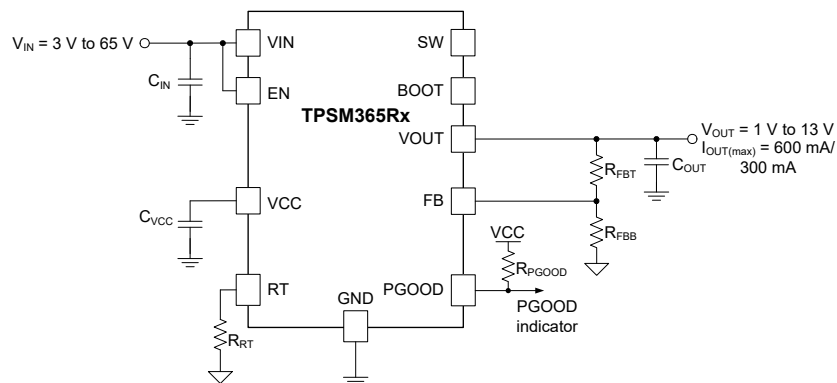 V_IN = 3 V to 65 V
C_IN
VIN
EN
TPSM365Rx
SW
BOOT
VOUT
V_OUT = 1 V to 13 V
I_OUT(max) = 600 mA/
300 mA
R_FBT
C_OUT
C_VCC
VCC
FB
R_FBB
VCC
R_PGOOD
RT
GND
PGOOD
PGOOD
indicator
R_RT